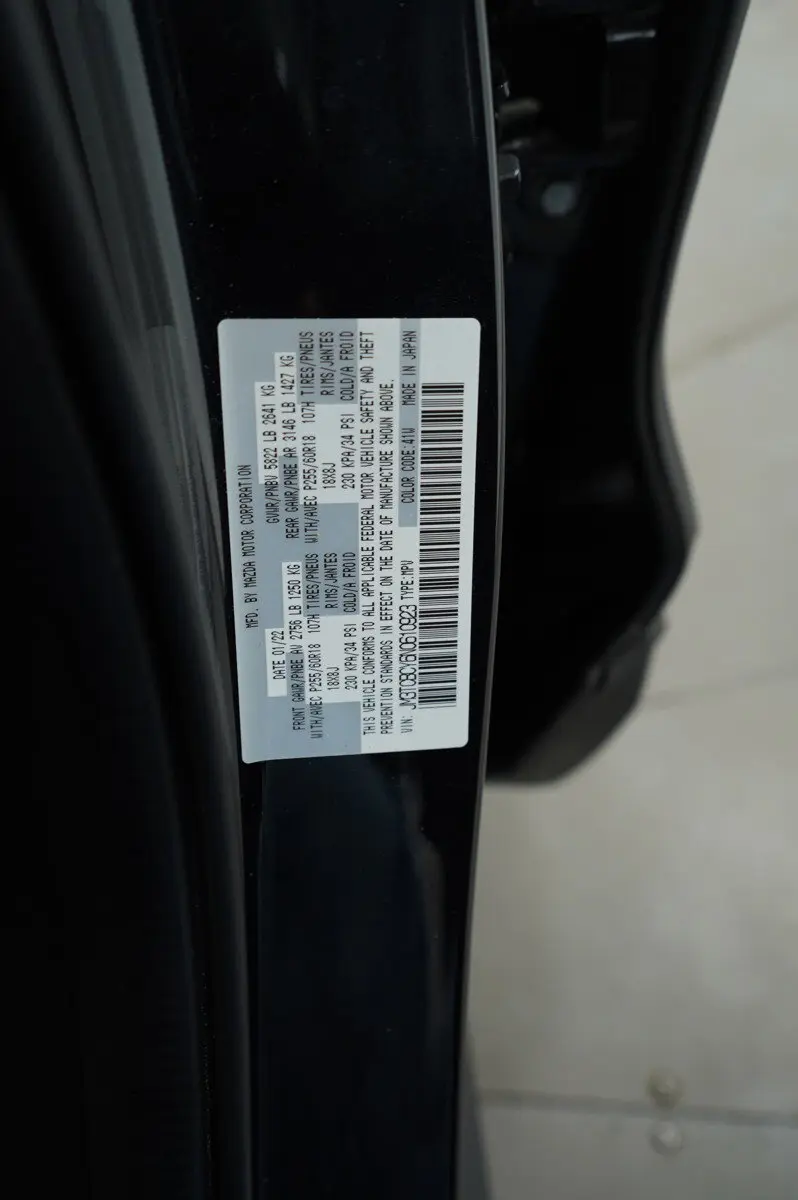 MFD. BY MAZDA MOTOR CORPORATION
DATE 01/22 GVWR/PNBV 5822 LB 2641 KG
FRONT GAWR/PNBE AV 2756 LB 1250 KG REAR GAWR/PNBE AR 3146 LB 1427 KG
WITH/AVEC P255/60R18 107H TIRES/PNEUS WITH/AVEC P255/60R18 107H TIRES/PNEUS
18X8J RIMS/JANTES 18X8J RIMS/JANTES
230 KPA/34 PSI COLD/A FROID 230 KPA/34 PSI COLD/A FROID
THIS VEHICLE CONFORMS TO ALL APPLICABLE FEDERAL MOTOR VEHICLE SAFETY AND THEFT
PREVENTION STANDARDS IN EFFECT ON THE DATE OF MANUFACTURE SHOWN ABOVE.
VIN: JM3TCBCY6N0610923 TYPE:MPV COLOR CODE:41W MADE IN JAPAN